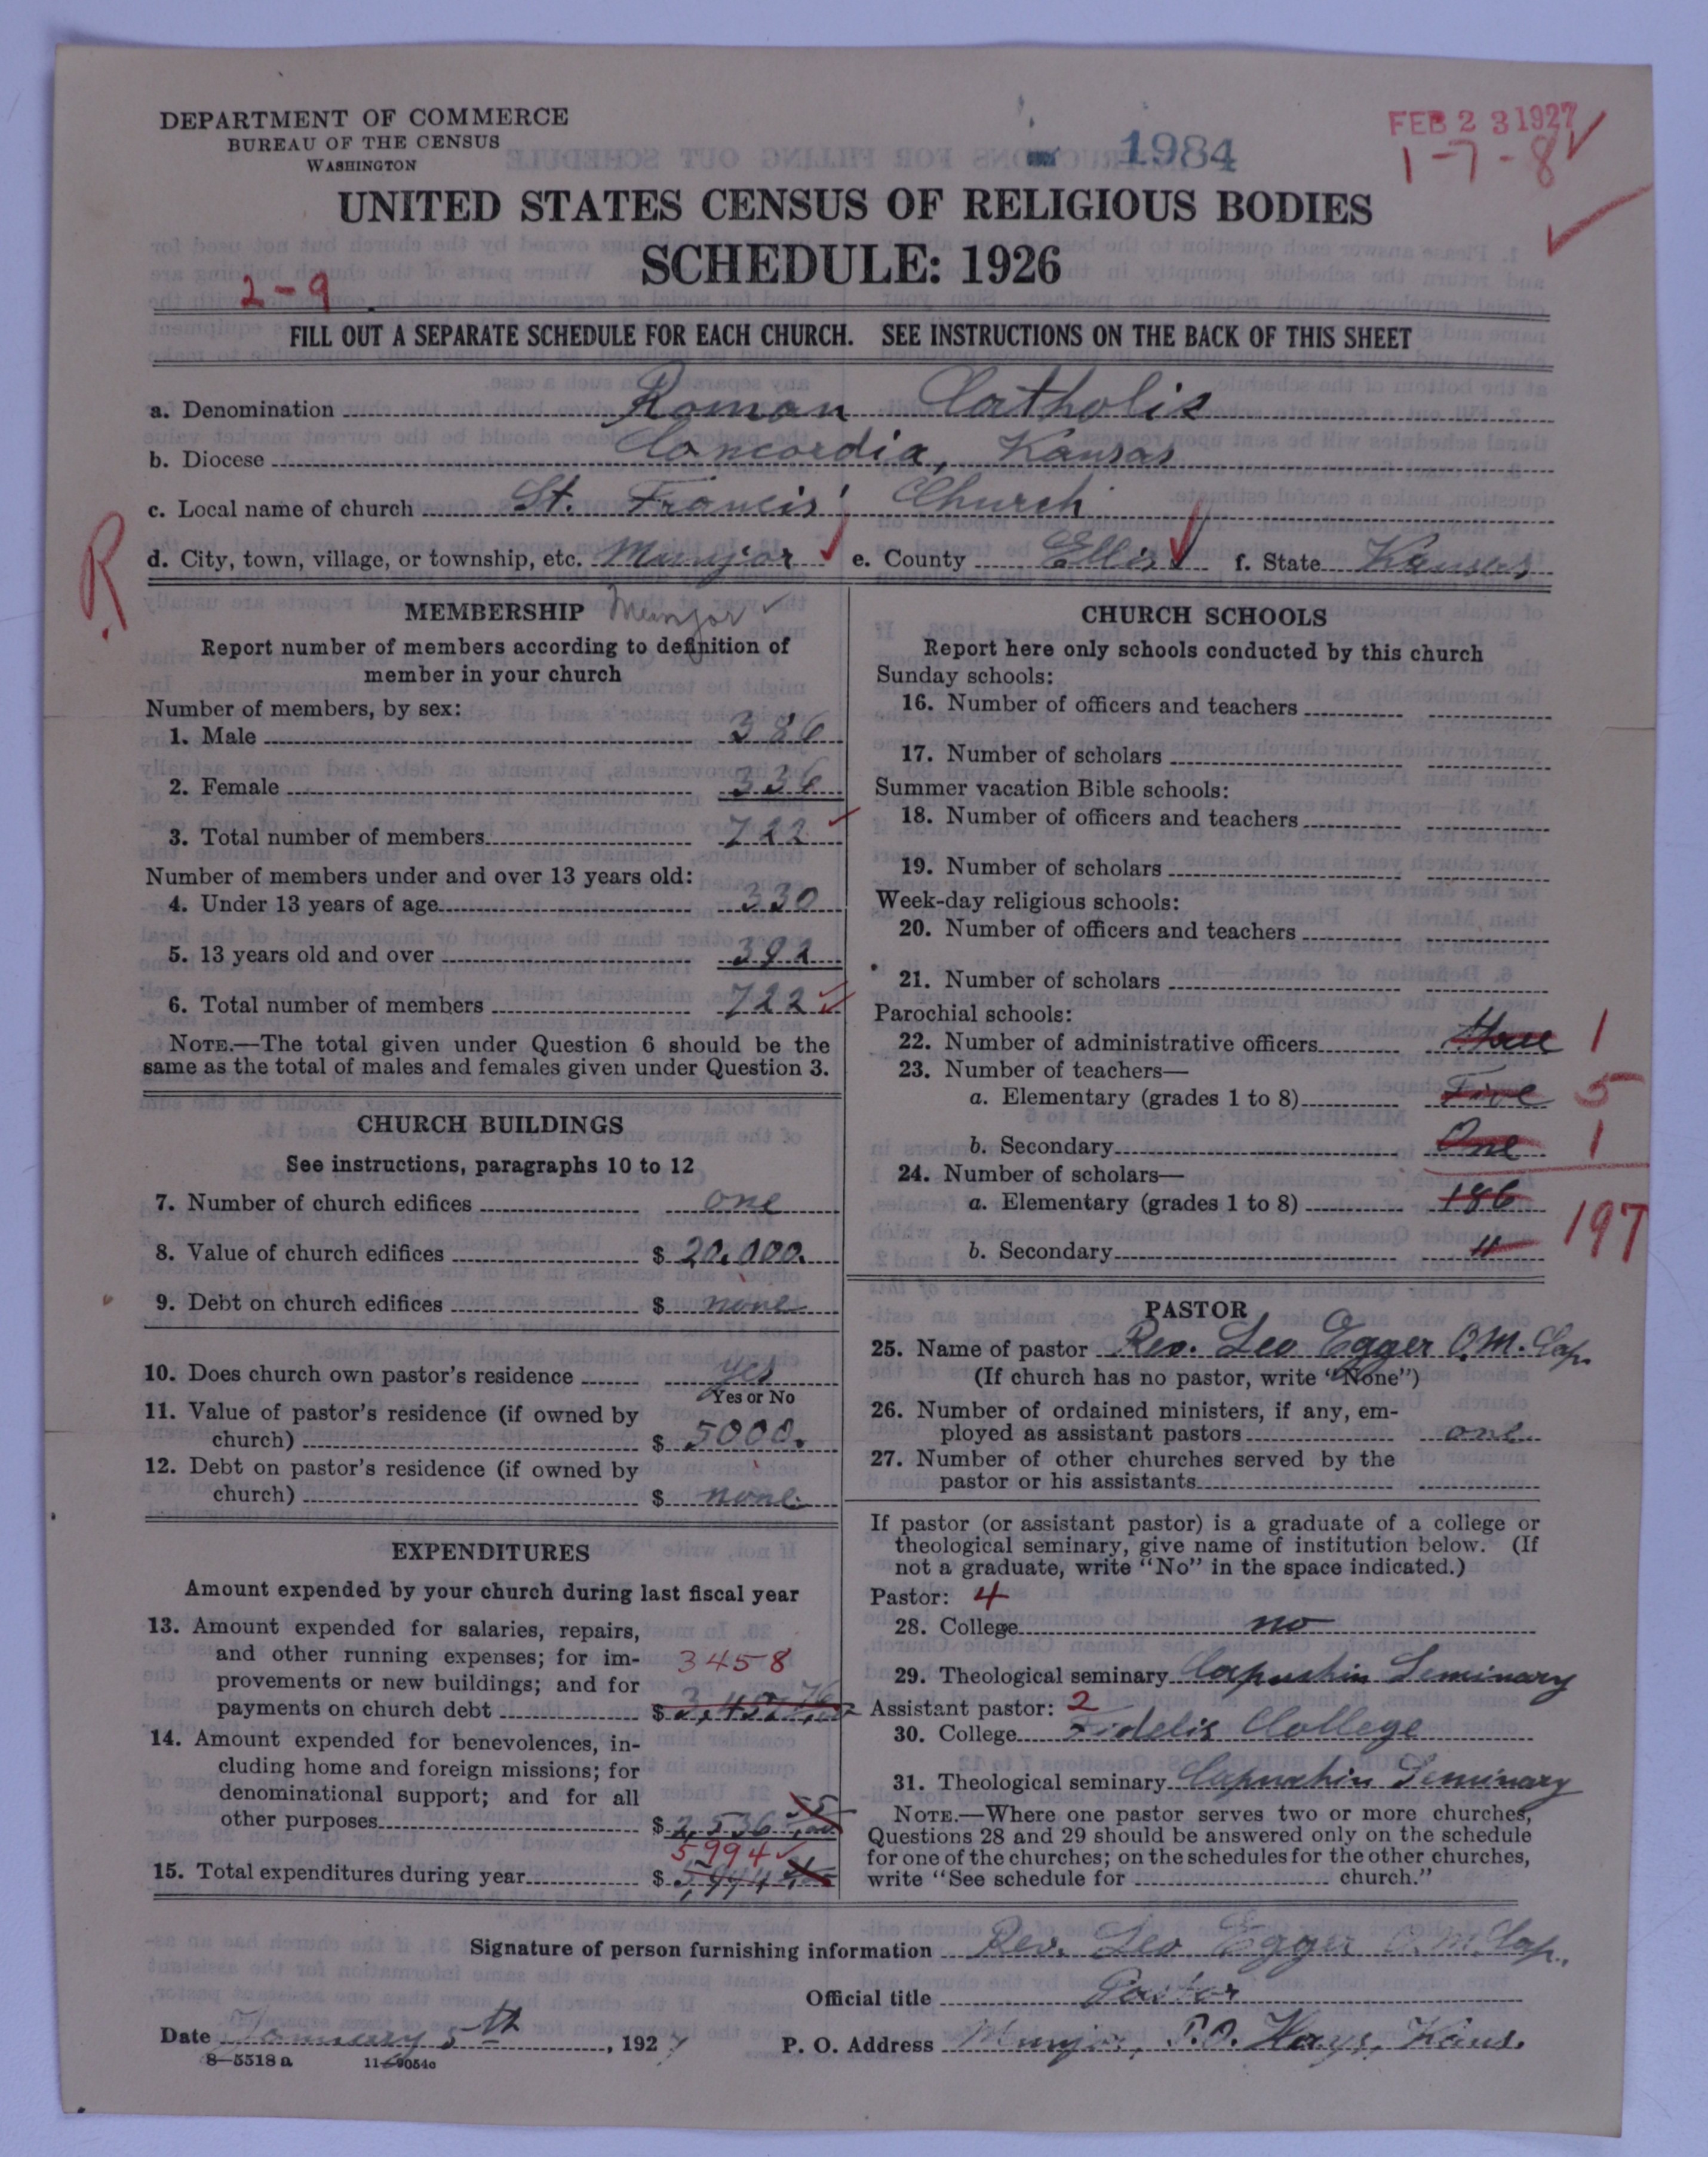 DEPARTMENT OF COMMERCE
BUREAU OF THE CENSUS
WASHINGTON
1984
FEB 23 1927
1-7-8
UNITED STATES CENSUS OF RELIGIOUS BODIES
SCHEDULE: 1926
2-9
FILL OUT A SEPARATE SCHEDULE FOR EACH CHURCH. SEE INSTRUCTIONS ON THE BACK OF THIS SHEET
a. Denomination Roman Catholic
b. Diocese Concordia, Kansas
c. Local name of church St. Francis' Church
R
d. City, town, village, or township, etc. Munjor e. County Ellis f. State Kansas
MEMBERSHIP Munjor
Report number of members according to definition of
member in your church
Number of members, by sex:
1. Male 386
2. Female 336
3. Total number of members 722
Number of members under and over 13 years old:
4. Under 13 years of age 330
5. 13 years old and over 392
6. Total number of members 722
NOTE.—The total given under Question 6 should be the
same as the total of males and females given under Question 3.
CHURCH BUILDINGS
See instructions, paragraphs 10 to 12
7. Number of church edifices one
8. Value of church edifices $ 20.000.
9. Debt on church edifices $ none
10. Does church own pastor's residence yes
Yes or No
11. Value of pastor's residence (if owned by
church) $ 5000.
12. Debt on pastor's residence (if owned by
church) $ none
EXPENDITURES
Amount expended by your church during last fiscal year
13. Amount expended for salaries, repairs,
and other running expenses; for im-
provements or new buildings; and for
3458
payments on church debt $ 3,457
14. Amount expended for benevolences, in-
cluding home and foreign missions; for
denominational support; and for all
other purposes $ 2,536 55
5994
15. Total expenditures during year $ 5,994
CHURCH SCHOOLS
Report here only schools conducted by this church
Sunday schools:
16. Number of officers and teachers
17. Number of scholars
Summer vacation Bible schools:
18. Number of officers and teachers
19. Number of scholars
Week-day religious schools:
20. Number of officers and teachers
21. Number of scholars
Parochial schools:
22. Number of administrative officers 1
23. Number of teachers—
a. Elementary (grades 1 to 8) Five 5
b. Secondary One 1
24. Number of scholars—
a. Elementary (grades 1 to 8) 186
197
b. Secondary 11
PASTOR
25. Name of pastor Rev. Leo Egger O.M.Cap.
(If church has no pastor, write "None")
26. Number of ordained ministers, if any, em-
ployed as assistant pastors one
27. Number of other churches served by the
pastor or his assistants
If pastor (or assistant pastor) is a graduate of a college or
theological seminary, give name of institution below. (If
not a graduate, write "No" in the space indicated.)
Pastor: 4
28. College no
29. Theological seminary Capuchin Seminary
Assistant pastor: 2
30. College Fidelis College
31. Theological seminary Capuchin Seminary
NOTE.—Where one pastor serves two or more churches,
Questions 28 and 29 should be answered only on the schedule
for one of the churches; on the schedules for the other churches,
write "See schedule for church."
Signature of person furnishing information Rev. Leo Egger O.M.Cap.,
Official title Pastor
Date January 5th, 1927 P. O. Address Munjor, P.O. Hays, Kans.
8—5518a 11—9054c